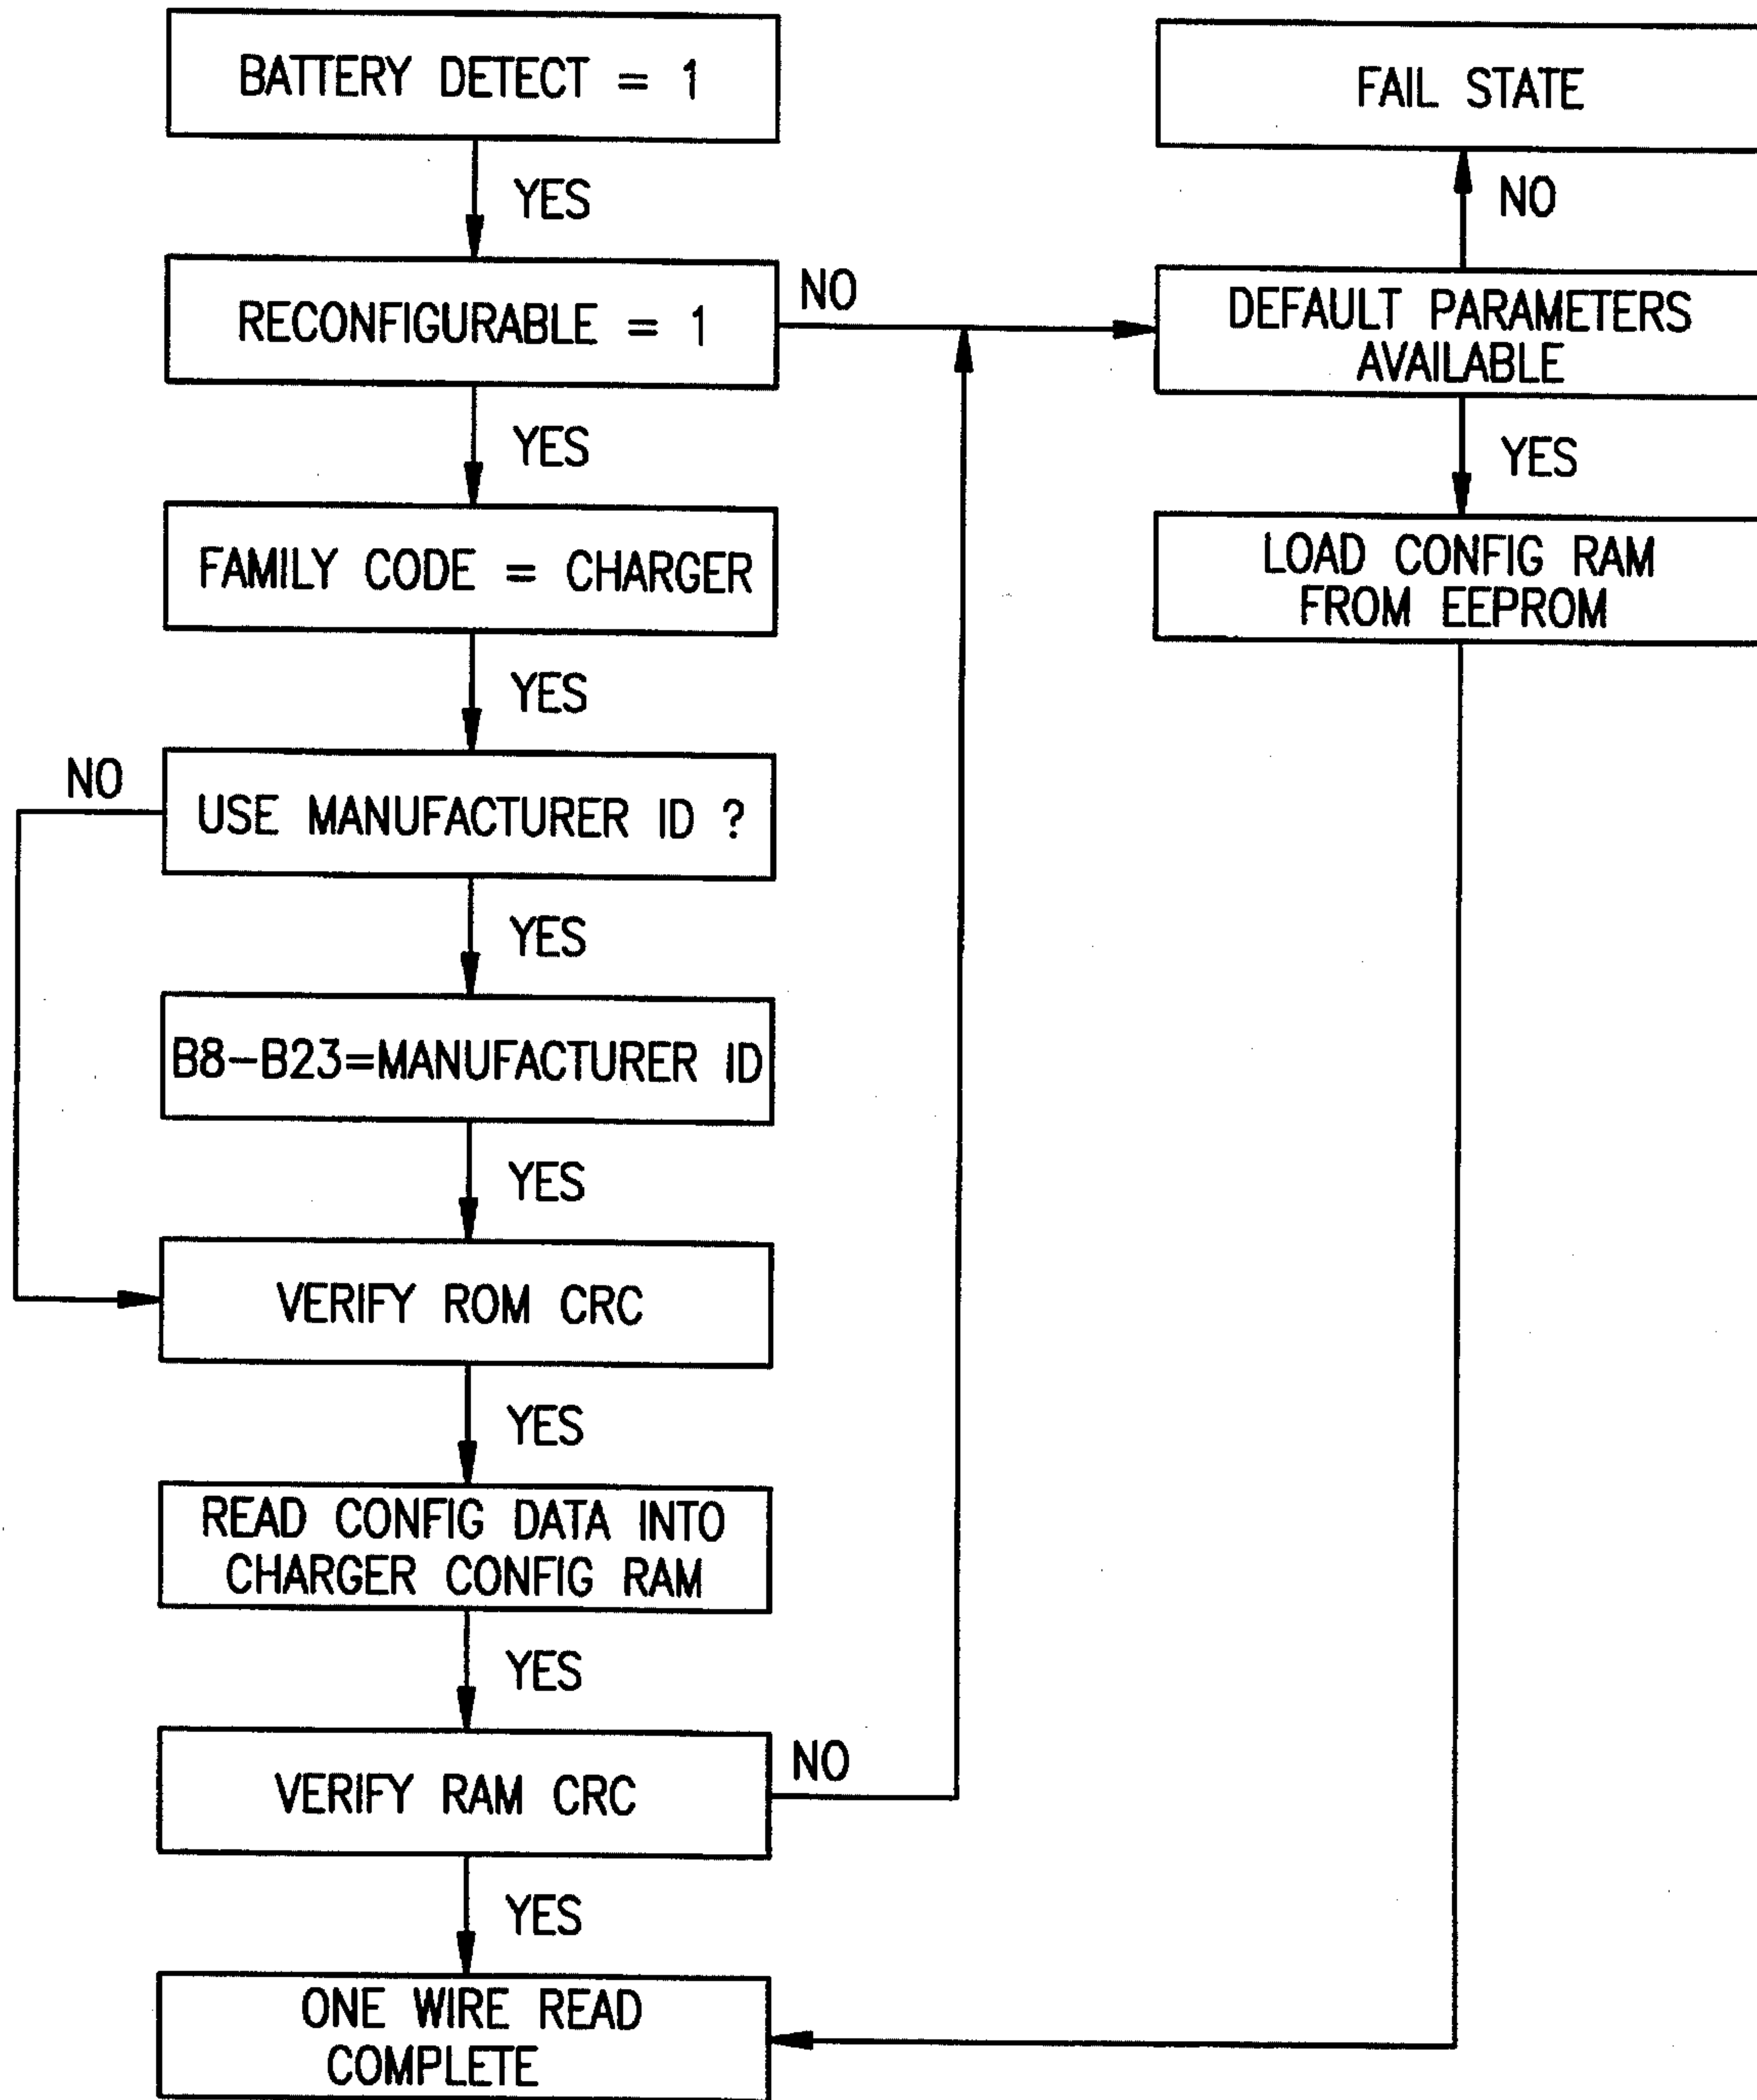 BATTERY DETECT = 1
YES
RECONFIGURABLE = 1
NO
YES
FAMILY CODE = CHARGER
YES
NO
USE MANUFACTURER ID ?
YES
B8-B23=MANUFACTURER ID
YES
VERIFY ROM CRC
YES
READ CONFIG DATA INTO
CHARGER CONFIG RAM
YES
VERIFY RAM CRC
NO
YES
ONE WIRE READ
COMPLETE
FAIL STATE
NO
DEFAULT PARAMETERS
AVAILABLE
YES
LOAD CONFIG RAM
FROM EEPROM